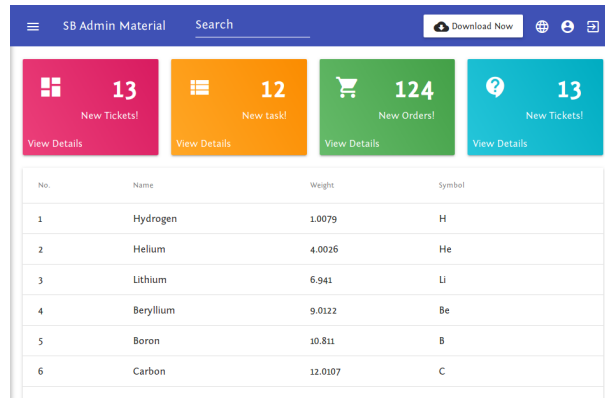 SB Admin Material Search Download Now
13
New Tickets!
View Details
12
New task!
View Details
124
New Orders!
View Details
13
New Tickets!
View Details
No. Name Weight Symbol
1 Hydrogen 1.0079 H
2 Helium 4.0026 He
3 Lithium 6.941 Li
4 Beryllium 9.0122 Be
5 Boron 10.811 B
6 Carbon 12.0107 C